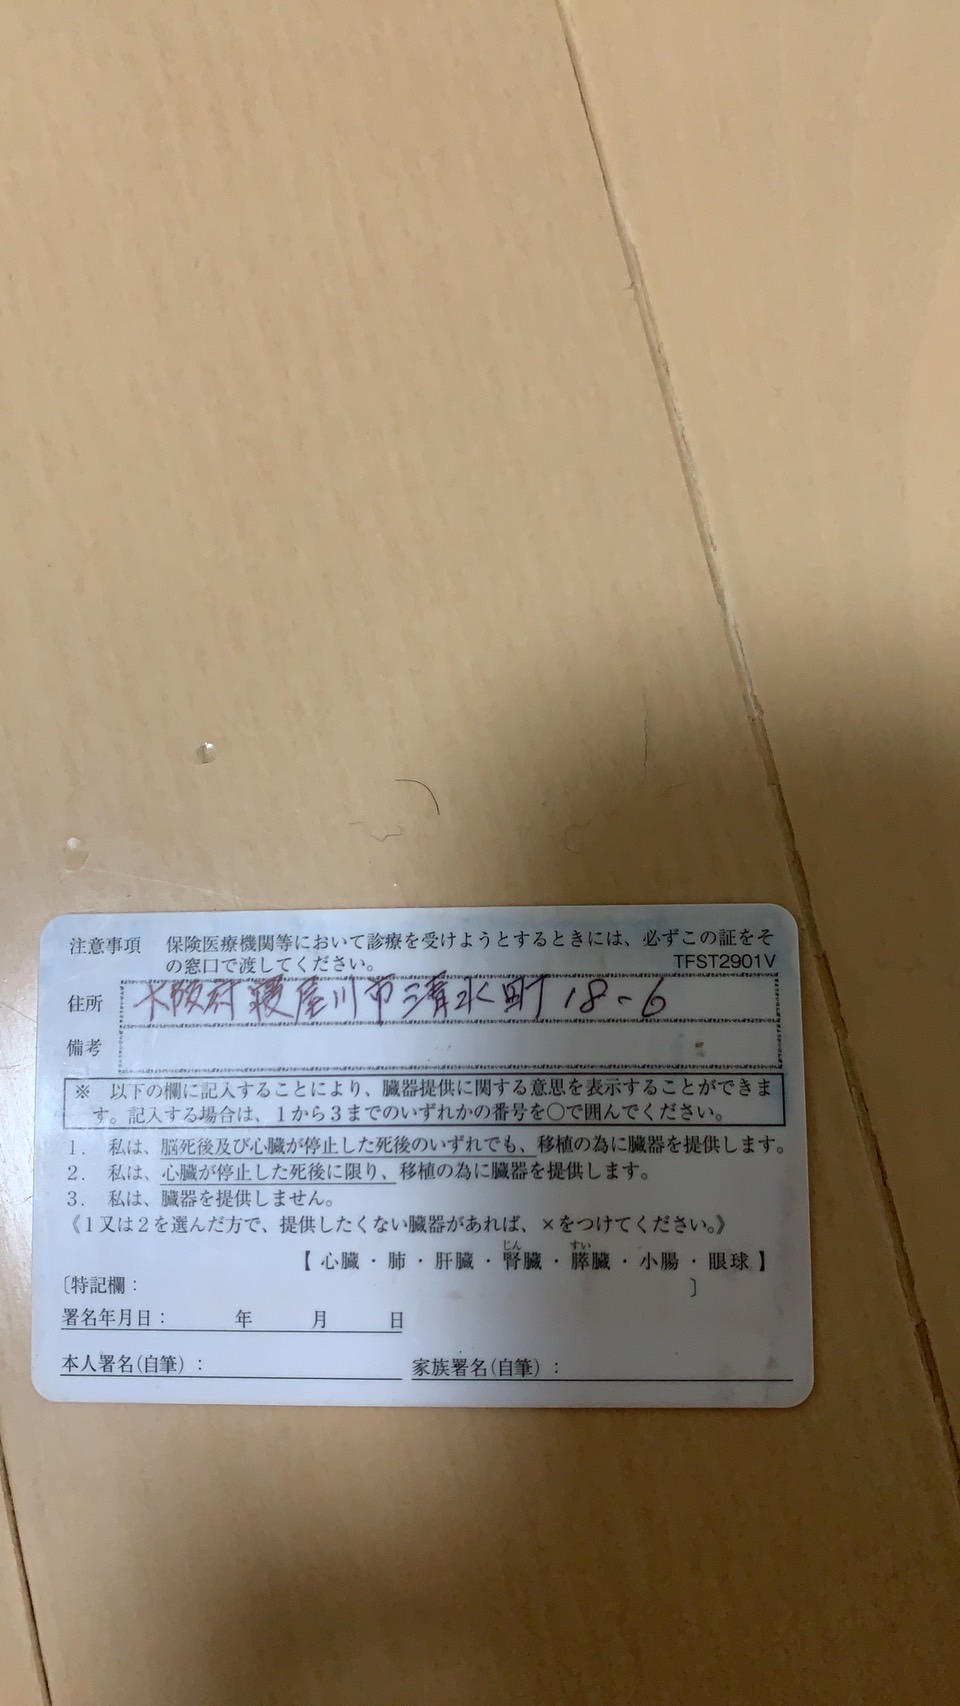 注意事項 保険医療機関等において診療を受けようとするときには、必ずこの証をそ
の窓口で渡してください。 TFST2901V
住所 大阪府寝屋川市清水町18-6
備考
※ 以下の欄に記入することにより、臓器提供に関する意思を表示することができま
す。記入する場合は、1から3までのいずれかの番号を〇で囲んでください。
1. 私は、脳死後及び心臓が停止した死後のいずれでも、移植の為に臓器を提供します。
2. 私は、心臓が停止した死後に限り、移植の為に臓器を提供します。
3. 私は、臓器を提供しません。
《1又は2を選んだ方で、提供したくない臓器があれば、×をつけてください。》
じん すい
【 心臓・肺・肝臓・腎臓・膵臓・小腸・眼球 】
〔特記欄: 〕
署名年月日: 年 月 日
本人署名(自筆): 家族署名(自筆):